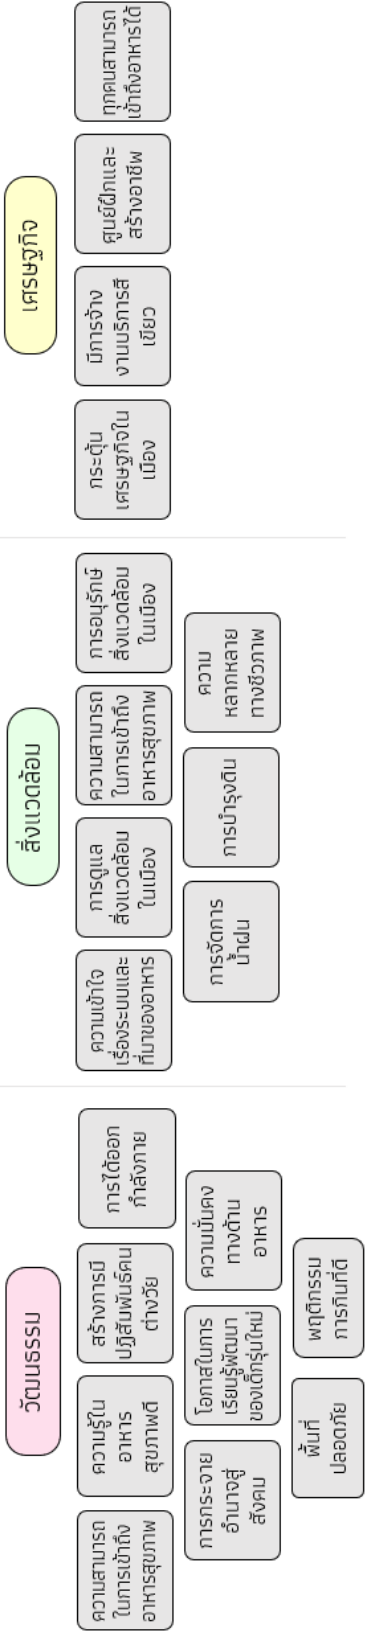 วัฒนธรรม
ความสามารถ
ในการเข้าถึง
อาหารสุขภาพ
ความรู้ใน
อาหาร
สุขภาพดี
สร้างการมี
ปฏิสัมพันธ์คน
ต่างวัย
การได้ออก
กำลังกาย
การกระจาย
อำนาจสู่
สังคม
โอกาสในการ
เรียนรู้พัฒนา
ของเด็กรุ่นใหม่
ความมั่นคง
ทางด้าน
อาหาร
พื้นที่
ปลอดภัย
พฤติกรรม
การกินที่ดี
สิ่งแวดล้อม
ความเข้าใจ
เรื่องระบบและ
ที่มาของอาหาร
การดูแล
สิ่งแวดล้อม
ในเมือง
ความสามารถ
ในการเข้าถึง
อาหารสุขภาพ
การอนุรักษ์
สิ่งแวดล้อม
ในเมือง
การจัดการ
น้ำฝน
การบำรุงดิน
ความ
หลากหลาย
ทางชีวภาพ
เศรษฐกิจ
กระตุ้น
เศรษฐกิจใน
เมือง
มีการจ้าง
งานบริการสี
เขียว
ศูนย์ฝึกและ
สร้างอาชีพ
ทุกคนสามารถ
เข้าถึงอาหารได้